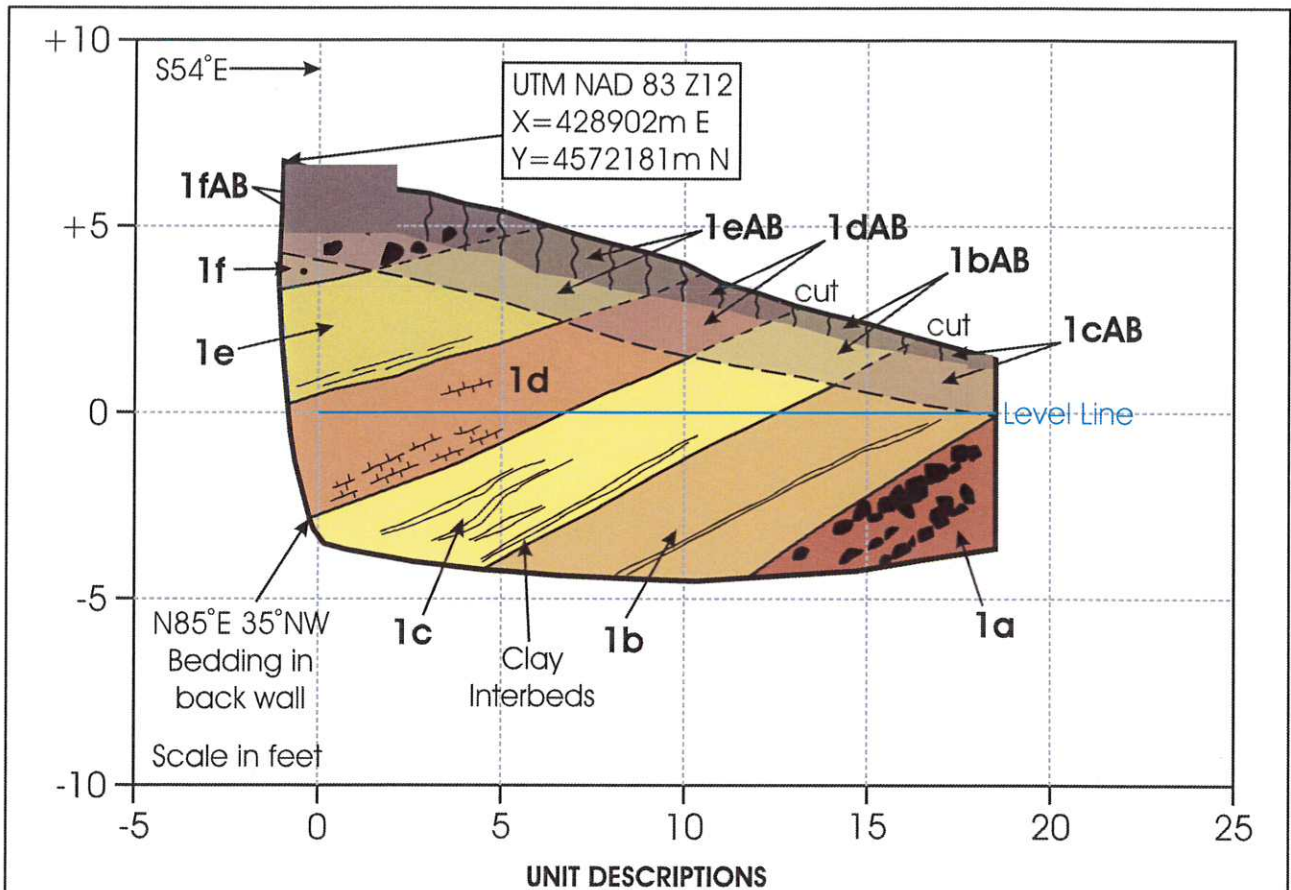 +10
S54°E
UTM NAD 83 Z12
X=428902m E
Y=4572181m N
1fAB
+5
1eAB
1dAB
1bAB
1f
cut
cut
1cAB
1e
1d
0
Level Line
-5
N85°E 35°NW
Bedding in
back wall
1c
Clay
Interbeds
1b
1a
Scale in feet
-10
-5
0
5
10
15
20
25
UNIT DESCRIPTIONS